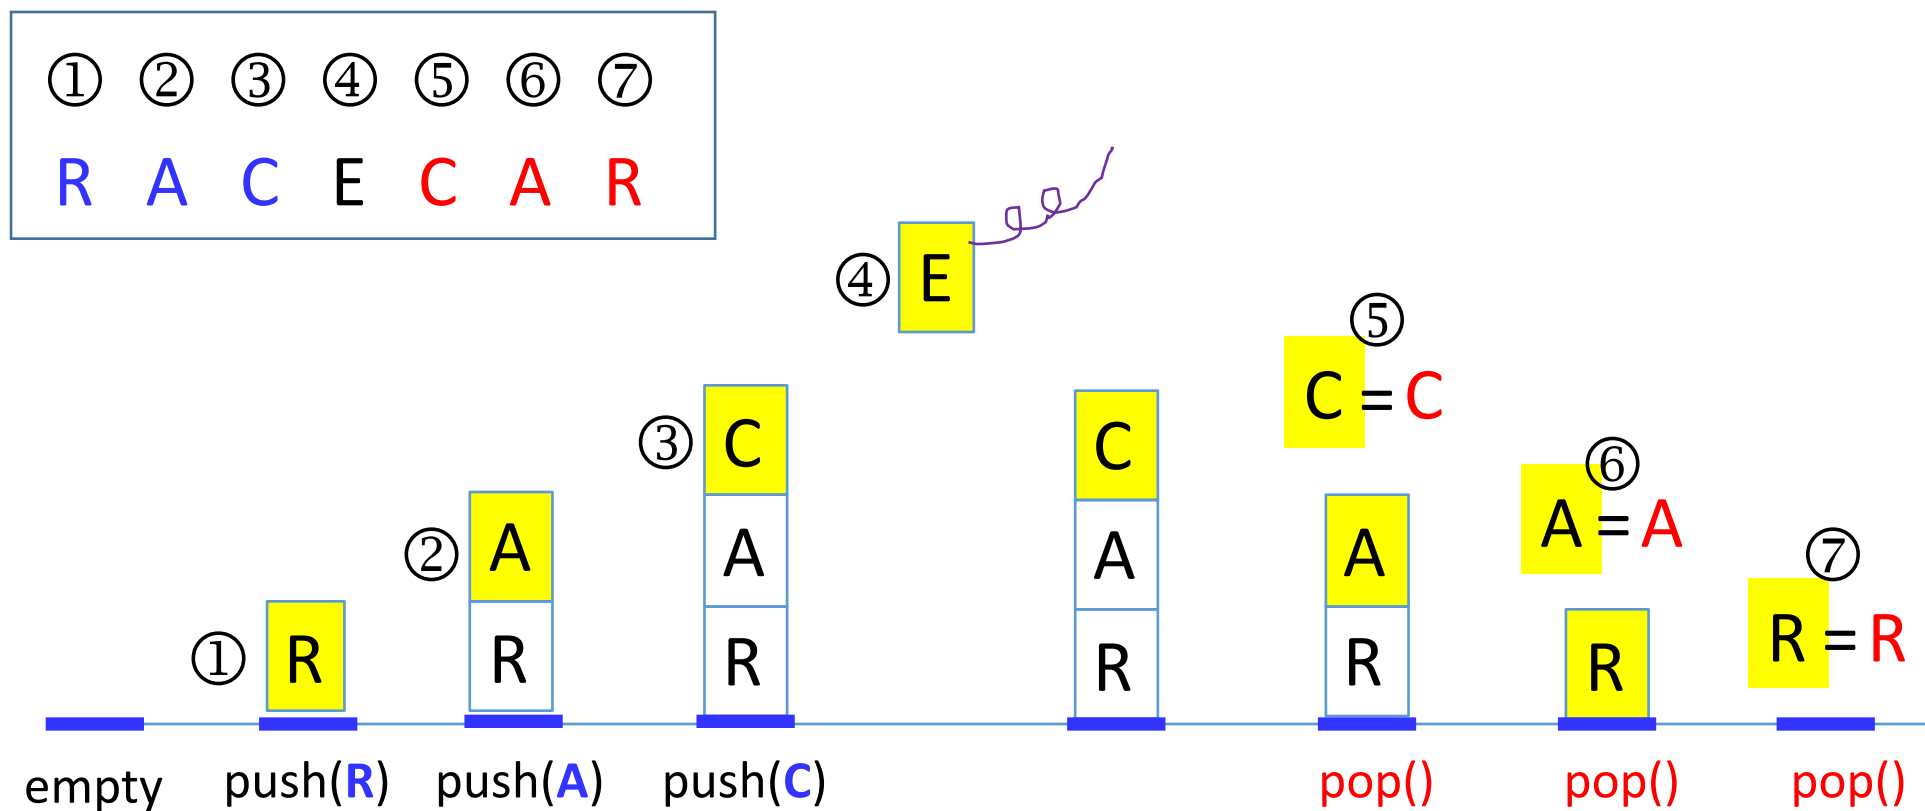 ① ② ③ ④ ⑤ ⑥ ⑦
R A C E C A R
④ E
⑤
C = C
③ C C
⑥
A = A
② A A A A
⑦
R = R
① R R R R R R
empty push(R) push(A) push(C) pop() pop() pop()